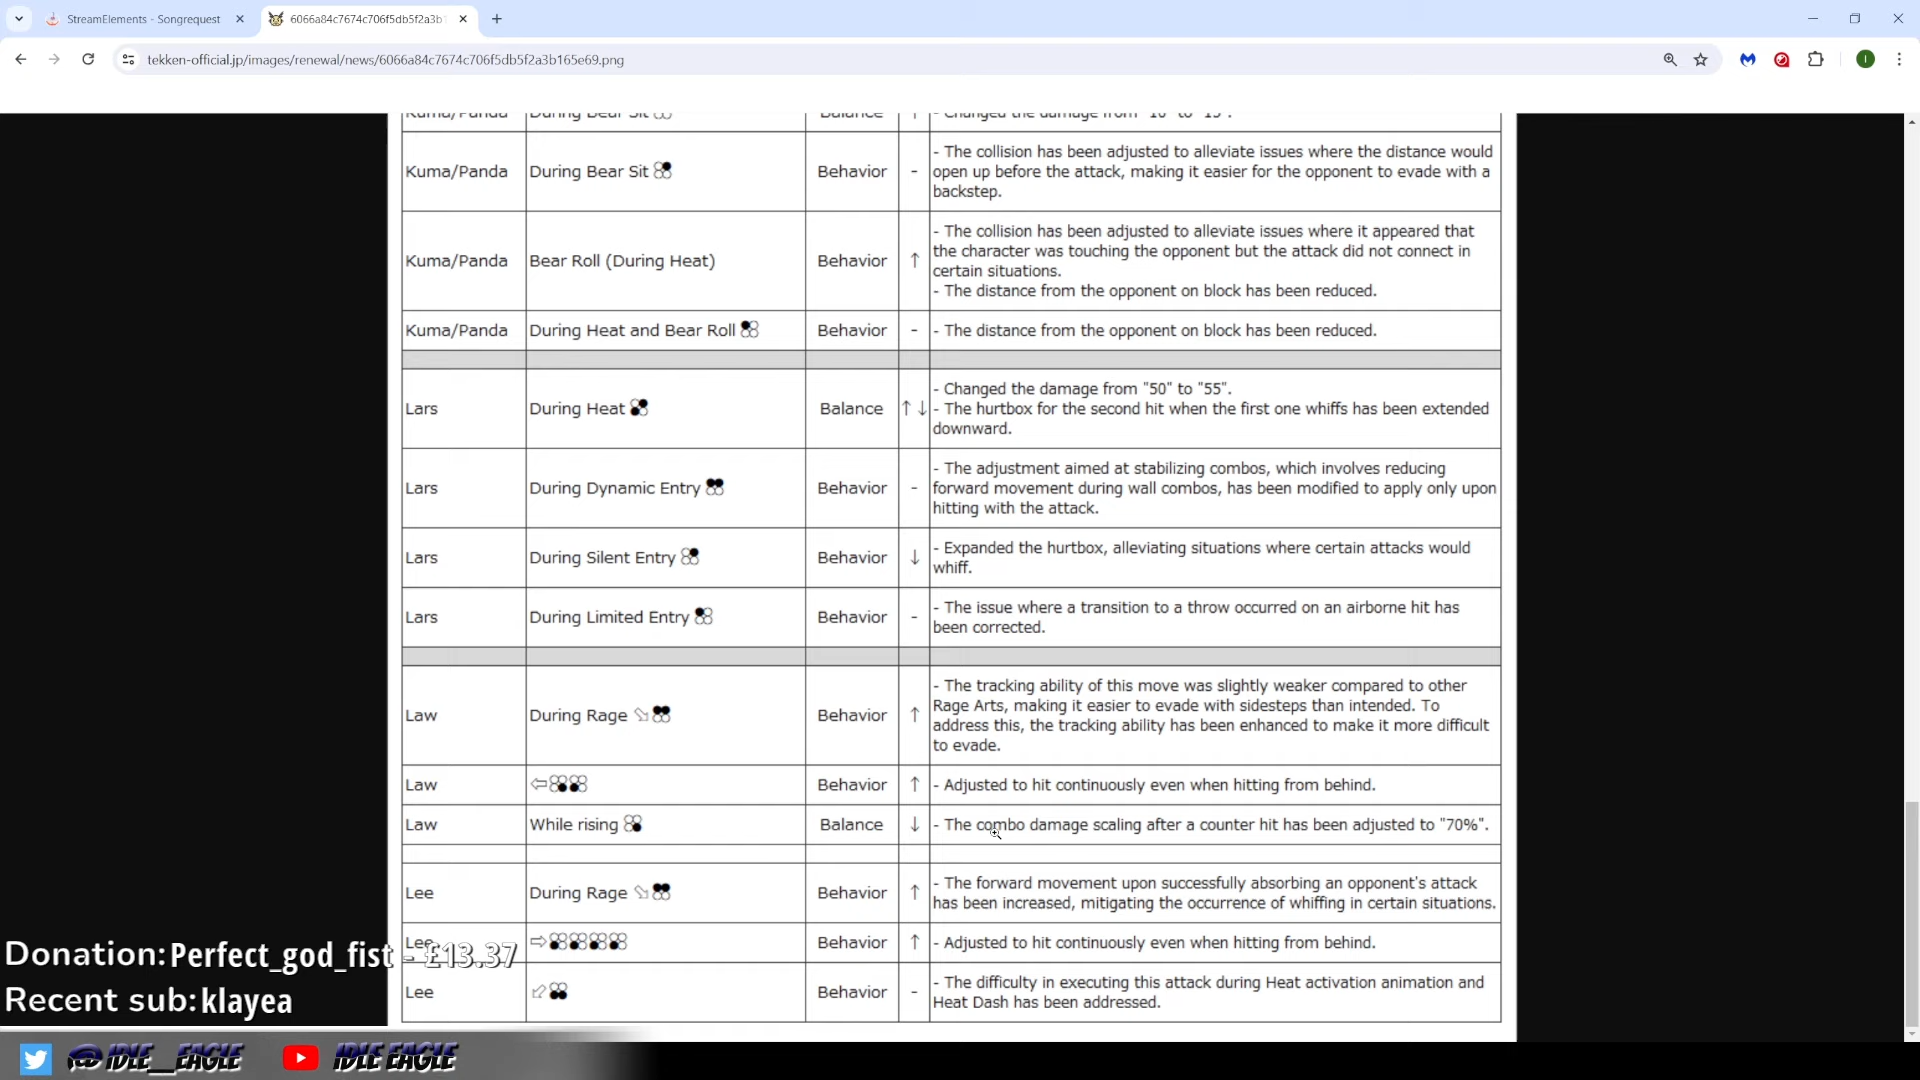 StreamElements - Songrequest
6066a84c7674c706f5db5f2a3b
tekken-official.jp/images/renewal/news/6066a84c7674c706f5db5f2a3b165e69.png
Kuma/Panda During Bear Sit Balance ↑ - Changed the damage from "10" to "15".
Kuma/Panda During Bear Sit Behavior -
- The collision has been adjusted to alleviate issues where the distance would
open up before the attack, making it easier for the opponent to evade with a
backstep.
Kuma/Panda Bear Roll (During Heat) Behavior ↑
- The collision has been adjusted to alleviate issues where it appeared that
the character was touching the opponent but the attack did not connect in
certain situations.
- The distance from the opponent on block has been reduced.
Kuma/Panda During Heat and Bear Roll Behavior - - The distance from the opponent on block has been reduced.
Lars During Heat Balance ↑↓
- Changed the damage from "50" to "55".
- The hurtbox for the second hit when the first one whiffs has been extended
downward.
Lars During Dynamic Entry Behavior -
- The adjustment aimed at stabilizing combos, which involves reducing
forward movement during wall combos, has been modified to apply only upon
hitting with the attack.
Lars During Silent Entry Behavior ↓
- Expanded the hurtbox, alleviating situations where certain attacks would
whiff.
Lars During Limited Entry Behavior -
- The issue where a transition to a throw occurred on an airborne hit has
been corrected.
Law During Rage Behavior ↑
- The tracking ability of this move was slightly weaker compared to other
Rage Arts, making it easier to evade with sidesteps than intended. To
address this, the tracking ability has been enhanced to make it more difficult
to evade.
Law Behavior ↑ - Adjusted to hit continuously even when hitting from behind.
Law While rising Balance ↓ - The combo damage scaling after a counter hit has been adjusted to "70%".
Lee During Rage Behavior ↑
- The forward movement upon successfully absorbing an opponent's attack
has been increased, mitigating the occurrence of whiffing in certain situations.
Lee Behavior ↑ - Adjusted to hit continuously even when hitting from behind.
Lee Behavior -
- The difficulty in executing this attack during Heat activation animation and
Heat Dash has been addressed.
Donation: Perfect_god_fist - £13.37
Recent sub: klayea
IDLE__EAGLE IDLE EAGLE